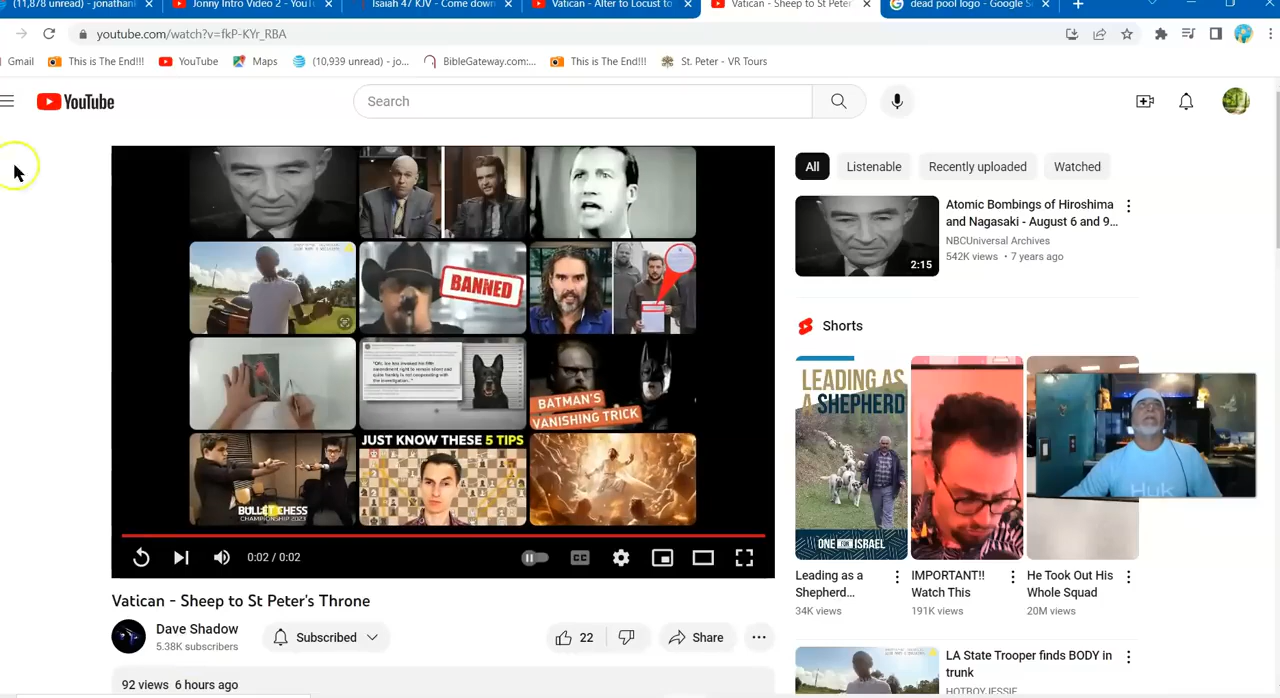 (11,878 unread) - jonathank
Jonny Intro Video 2 - YouT
Isaiah 47 KJV - Come down
Vatican - Alter to Locust to
Vatican - Sheep to St Peter
dead pool logo - Google S
youtube.com/watch?v=fkP-KYr_RBA
Gmail
This is The End!!!
YouTube
Maps
(10,939 unread) - jo...
BibleGateway.com:...
This is The End!!!
St. Peter - VR Tours
YouTube
Search
BANNED
BATMAN'S
VANISHING TRICK
BULLET CHESS
CHAMPIONSHIP 2023
JUST KNOW THESE 5 TIPS
0:02 / 0:02
CC
Vatican - Sheep to St Peter's Throne
Dave Shadow
5.38K subscribers
Subscribed
22
Share
92 views 6 hours ago
All
Listenable
Recently uploaded
Watched
2:15
Atomic Bombings of Hiroshima
and Nagasaki - August 6 and 9...
NBCUniversal Archives
542K views • 7 years ago
Shorts
LEADING AS
A SHEPHERD
ONE FOR ISRAEL
Huk
Leading as a
Shepherd...
34K views
IMPORTANT!!
Watch This
191K views
He Took Out His
Whole Squad
20M views
LA State Trooper finds BODY in
trunk
HOTBOY JESSIE